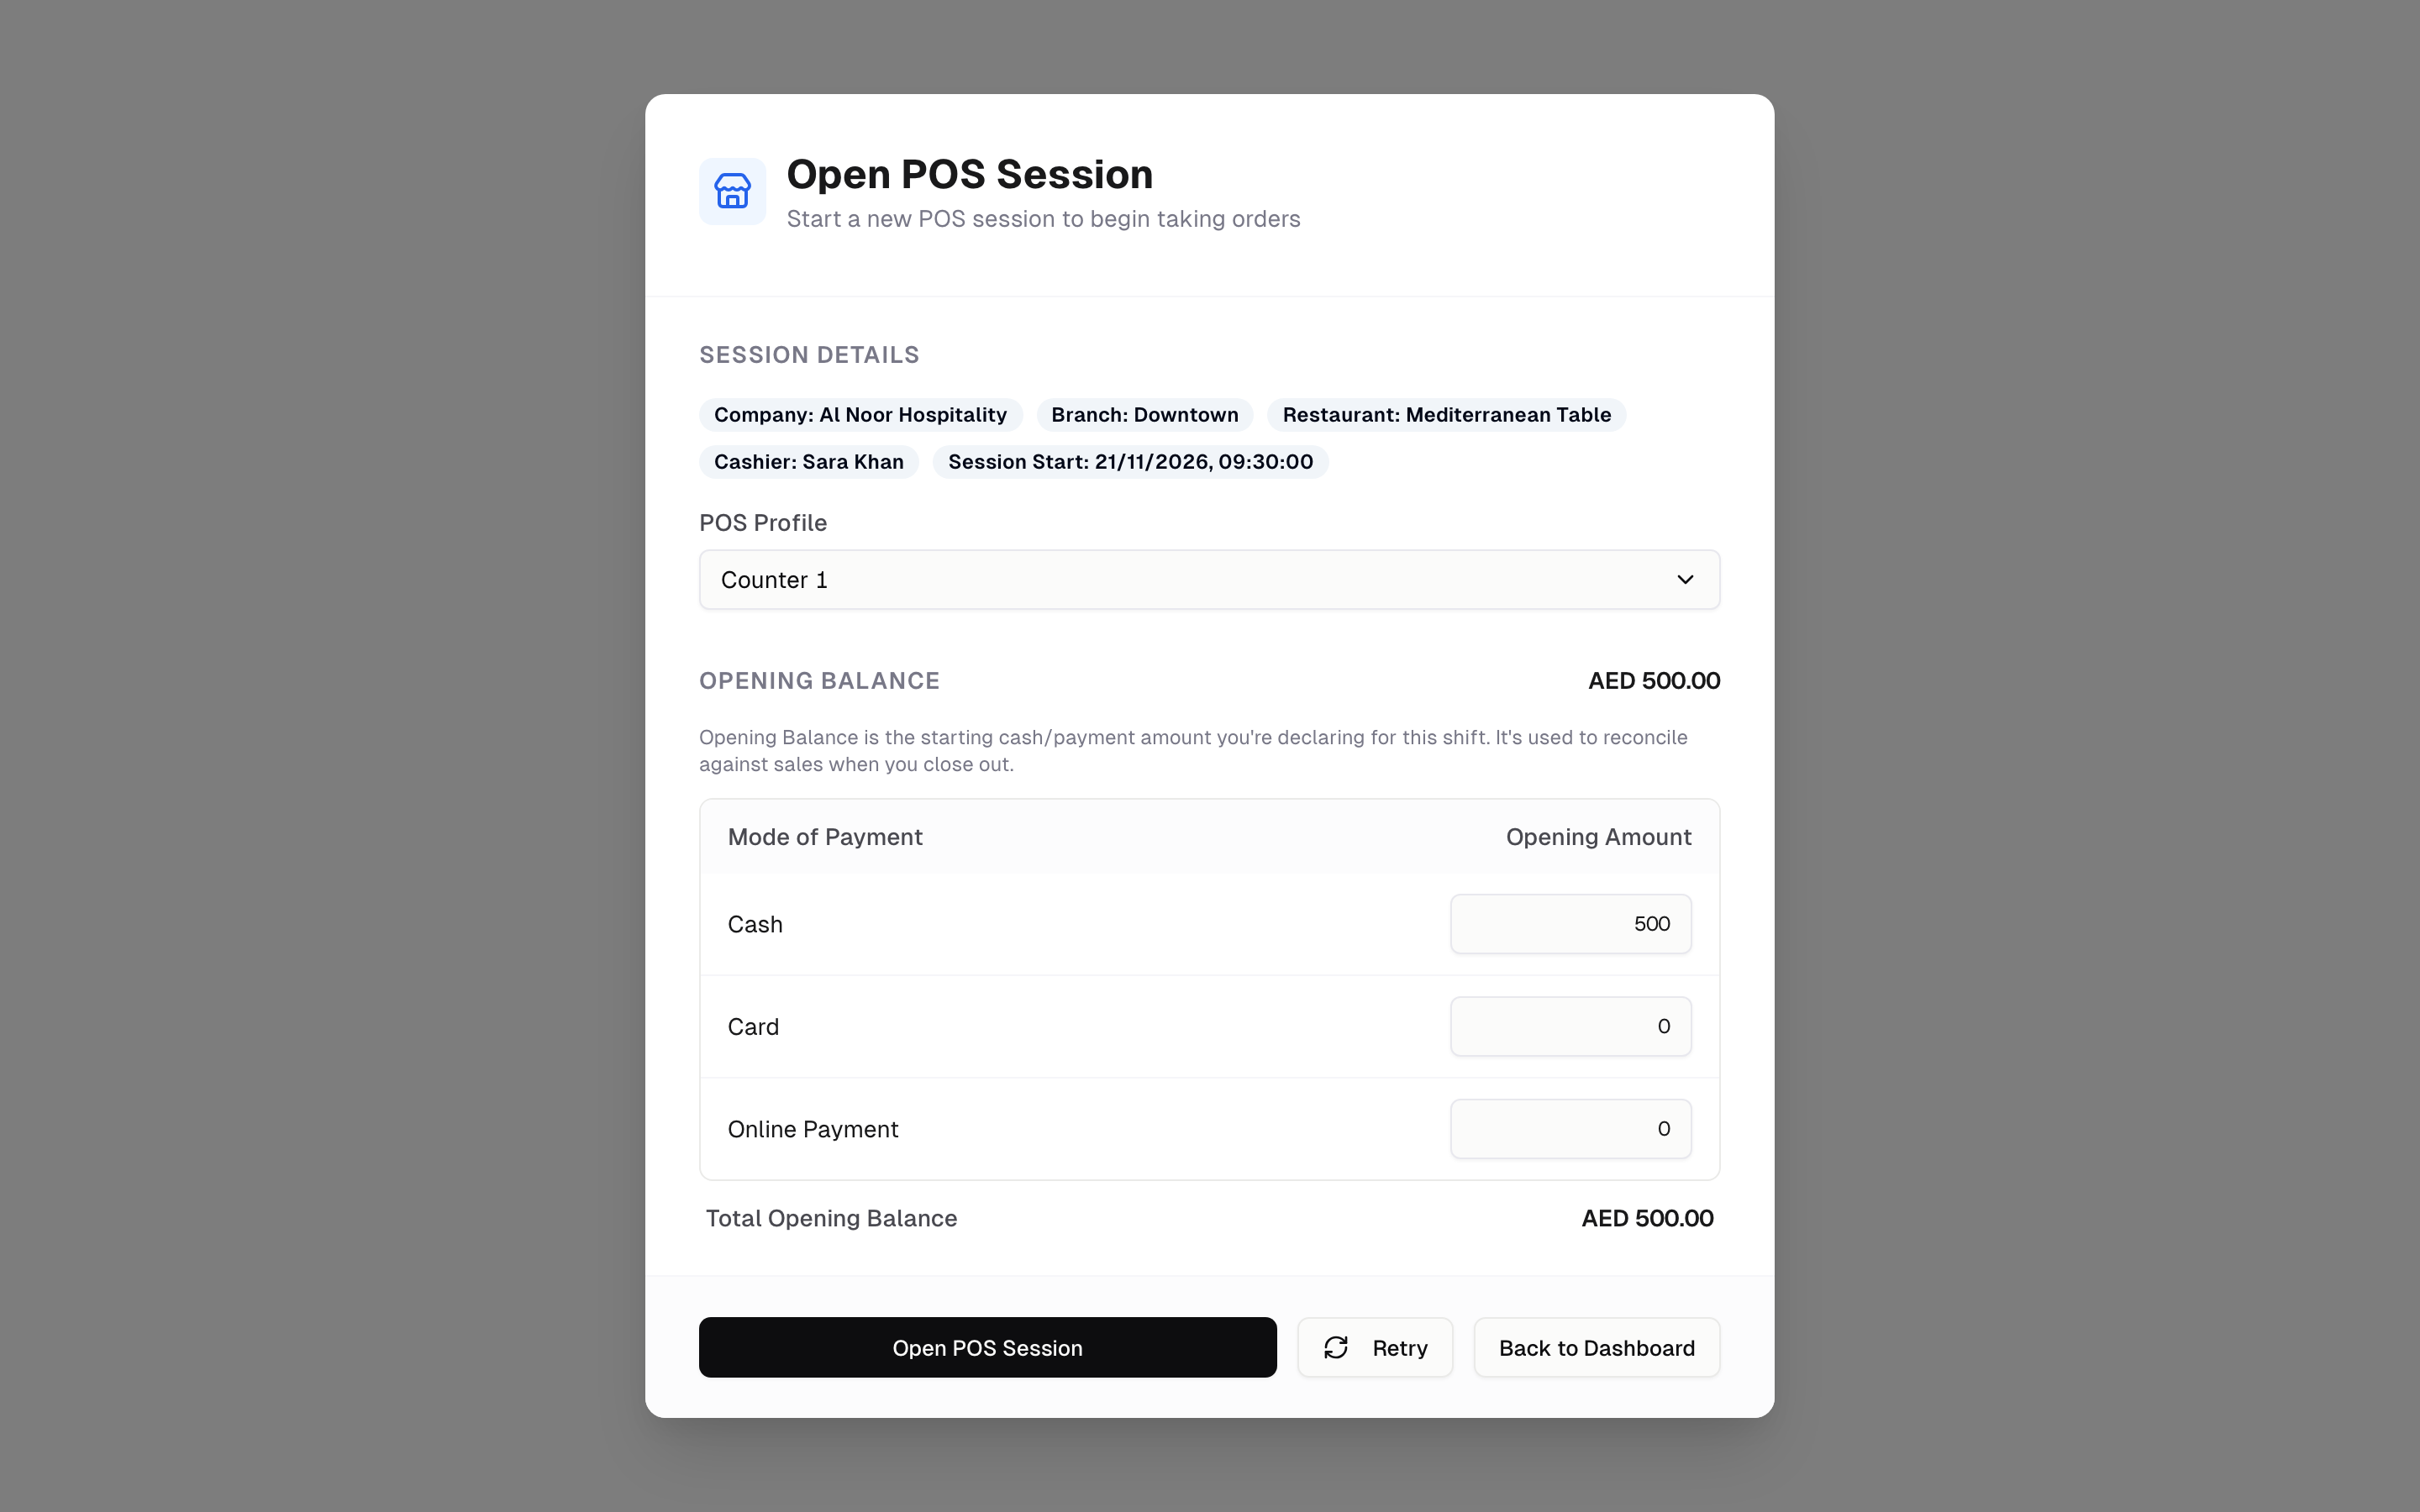 Open POS Session
Start a new POS session to begin taking orders
SESSION DETAILS
Company: Al Noor Hospitality
Branch: Downtown
Restaurant: Mediterranean Table
Cashier: Sara Khan
Session Start: 21/11/2026, 09:30:00
POS Profile
Counter 1
OPENING BALANCE
AED 500.00
Opening Balance is the starting cash/payment amount you're declaring for this shift. It's used to reconcile
against sales when you close out.
Mode of Payment
Opening Amount
Cash
500
Card
0
Online Payment
0
Total Opening Balance
AED 500.00
Open POS Session
Retry
Back to Dashboard